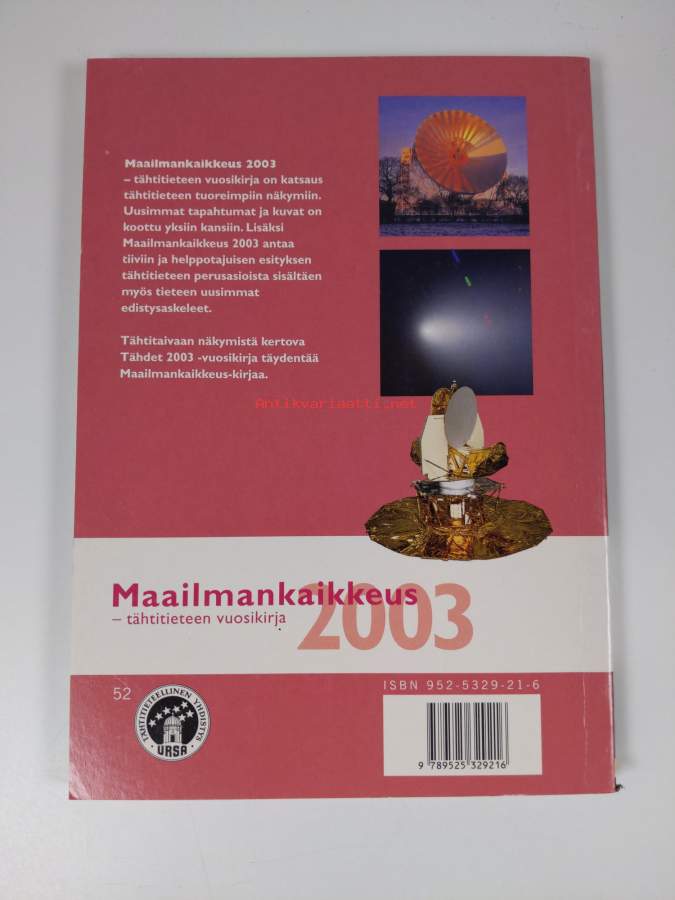 Maailmankaikkeus 2003
– tähtitieteen vuosikirja on katsaus
tähtitieteen tuoreimpiin näkymiin.
Uusimmat tapahtumat ja kuvat on
koottu yksiin kansiin. Lisäksi
Maailmankaikkeus 2003 antaa
tiiviin ja helppotajuisen esityksen
tähtitieteen perusasioista sisältäen
myös tieteen uusimmat
edistysaskeleet.
Tähtitaivaan näkymistä kertova
Tähdet 2003 -vuosikirja täydentää
Maailmankaikkeus-kirjaa.
Antikvariaatti.net
Maailmankaikkeus
– tähtitieteen vuosikirja
2003
52
TÄHTITIETEELLINEN YHDISTYS
URSA
ISBN 952-5329-21-6
9 789525 329216